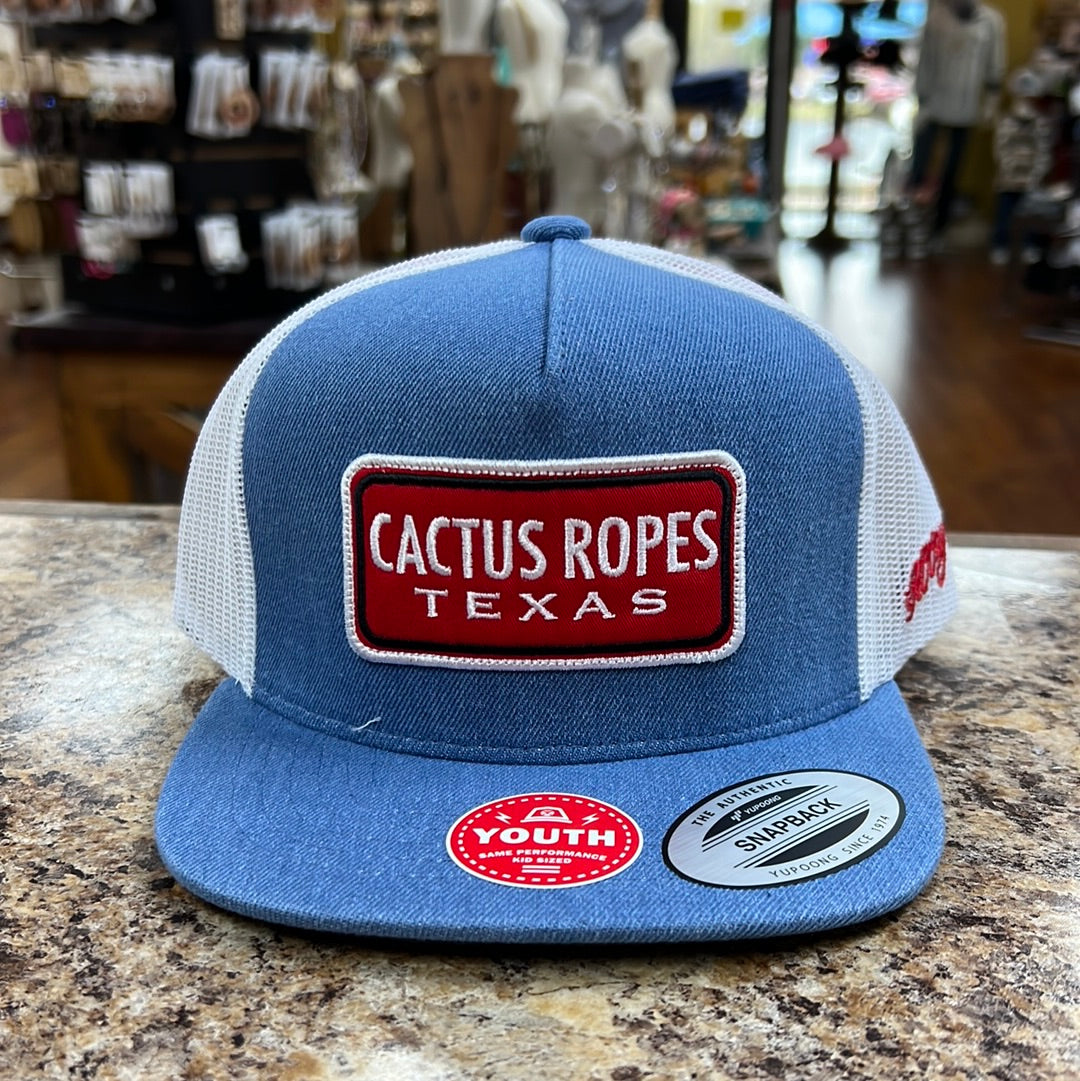 CACTUS ROPES
TEXAS
YOUTH
SAME PERFORMANCE
KID SIZED
THE AUTHENTIC
YUPOONG
SNAPBACK
YUPOONG SINCE 1974